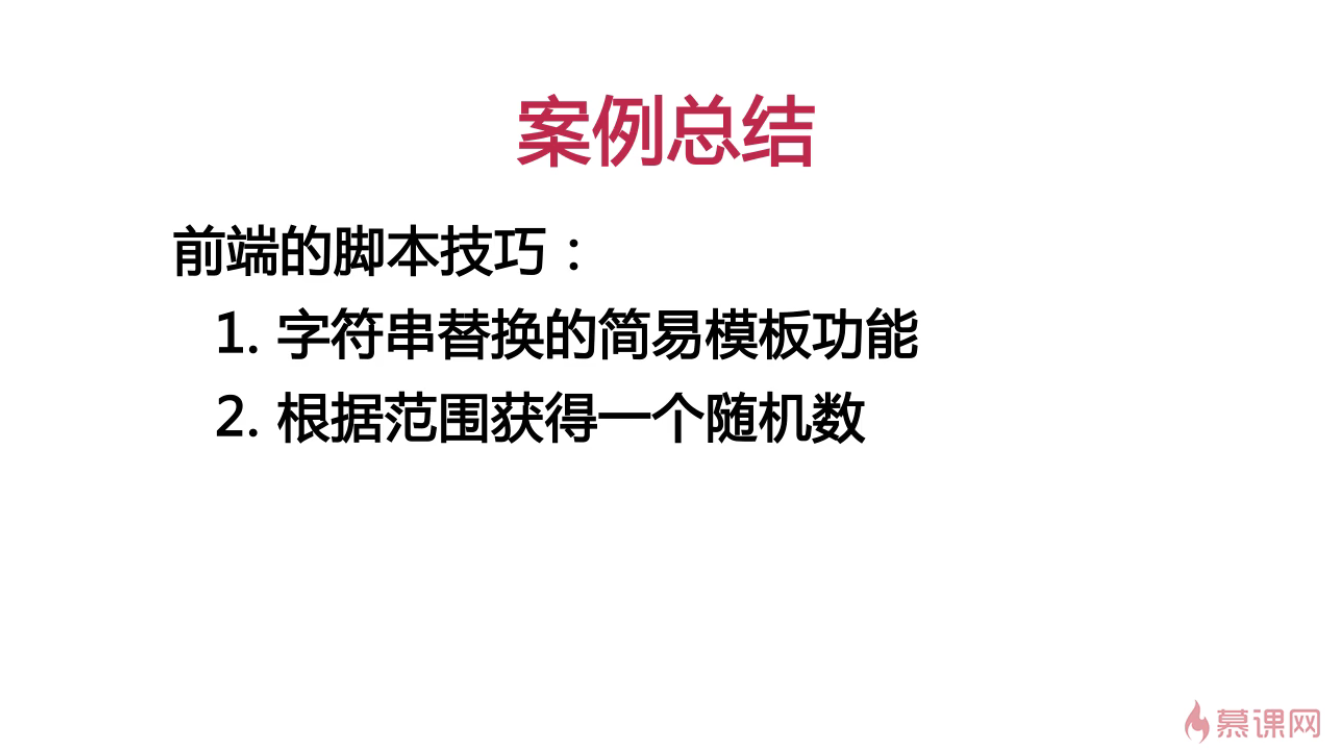 案例总结
前端的脚本技巧：
1. 字符串替换的简易模板功能
2. 根据范围获得一个随机数
慕课网